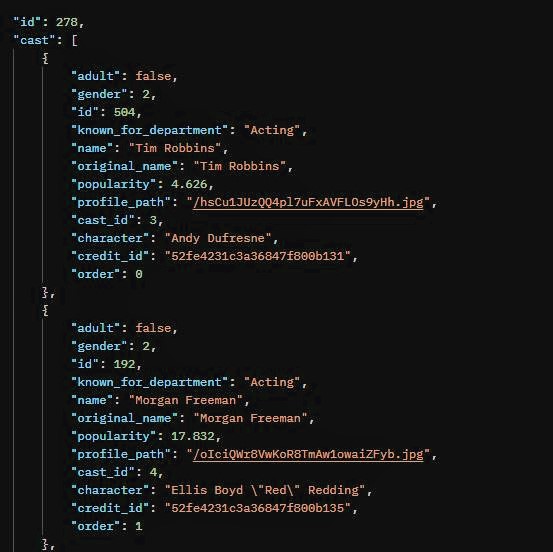 "id": 278,
"cast": [
{
"adult": false,
"gender": 2,
"id": 504,
"known_for_department": "Acting",
"name": "Tim Robbins",
"original_name": "Tim Robbins",
"popularity": 4.626,
"profile_path": "/hsCu1JUzQQ4pl7uFxAVFLOs9yHh.jpg",
"cast_id": 3,
"character": "Andy Dufresne",
"credit_id": "52fe4231c3a36847f800b131",
"order": 0
},
{
"adult": false,
"gender": 2,
"id": 192,
"known_for_department": "Acting",
"name": "Morgan Freeman",
"original_name": "Morgan Freeman",
"popularity": 17.832,
"profile_path": "/oIciQWr8VwKoR8TmAw1owaiZFyb.jpg",
"cast_id": 4,
"character": "Ellis Boyd \"Red\" Redding",
"credit_id": "52fe4231c3a36847f800b135",
"order": 1
},